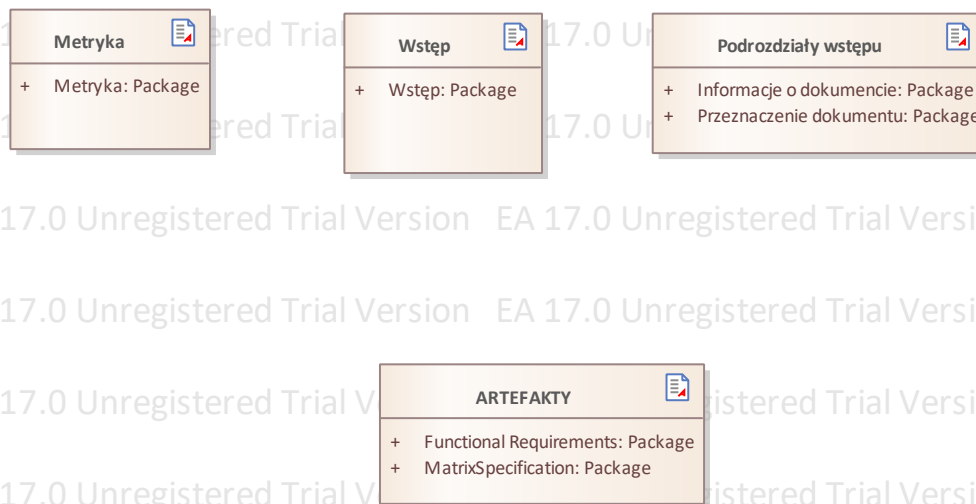 Metryka
+ Metryka: Package
Wstęp
+ Wstęp: Package
Podrozdziały wstępu
+ Informacje o dokumencie: Package
+ Przeznaczenie dokumentu: Package
17.0 Unregistered Trial Version EA 17.0 Unregistered Trial Versi
17.0 Unregistered Trial Version EA 17.0 Unregistered Trial Versi
ARTEFAKTY
+ Functional Requirements: Package
+ MatrixSpecification: Package